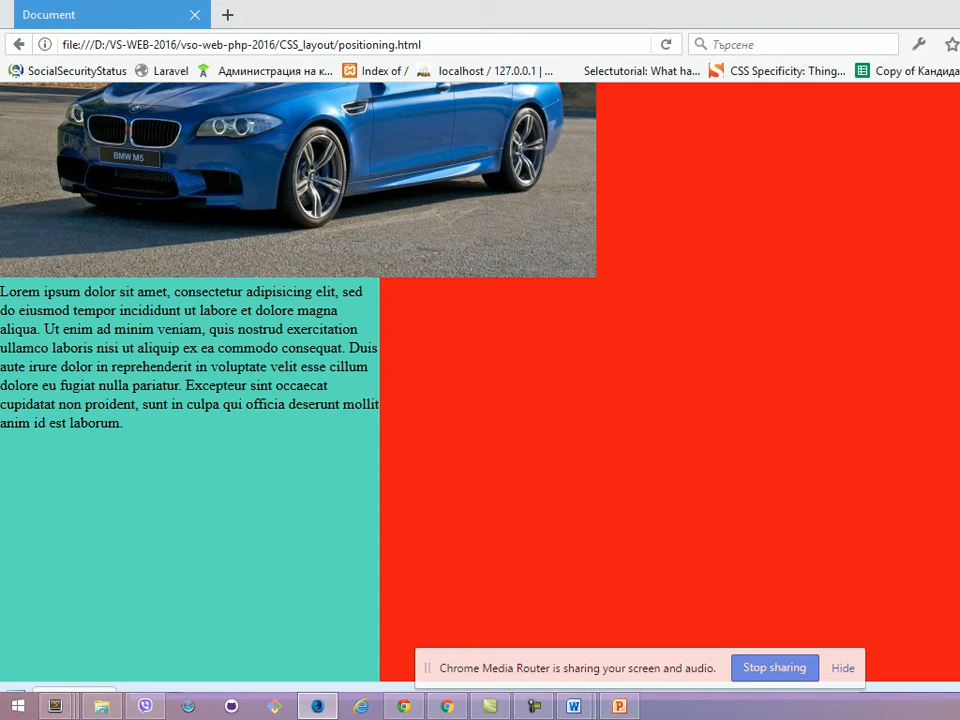 Document
file:///D:/VS-WEB-2016/vso-web-php-2016/CSS_layout/positioning.html
Търсене
SocialSecurityStatus Laravel Администрация на к... Index of / localhost / 127.0.0.1 | ... Selectutorial: What ha... CSS Specificity: Thing... Copy of Кандида
BMW M5
Lorem ipsum dolor sit amet, consectetur adipisicing elit, sed
do eiusmod tempor incididunt ut labore et dolore magna
aliqua. Ut enim ad minim veniam, quis nostrud exercitation
ullamco laboris nisi ut aliquip ex ea commodo consequat. Duis
aute irure dolor in reprehenderit in voluptate velit esse cillum
dolore eu fugiat nulla pariatur. Excepteur sint occaecat
cupidatat non proident, sunt in culpa qui officia deserunt mollit
anim id est laborum.
Chrome Media Router is sharing your screen and audio. Stop sharing Hide